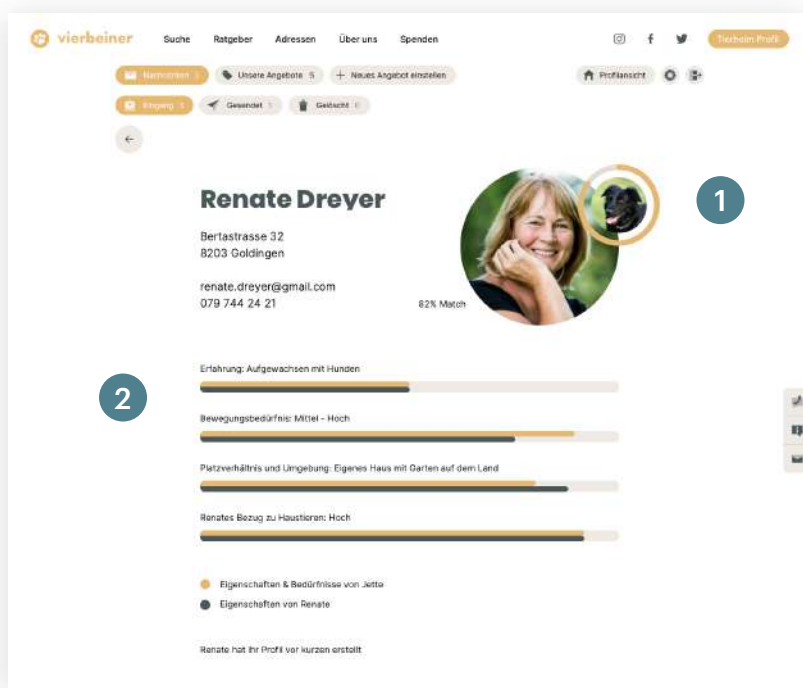 vierbeiner
Suche Ratgeber Adressen Über uns Spenden
Tierheim Profil
Nachrichten
Unsere Angebote 5
+ Neues Angebot einstellen
Profilansicht
Eingang
Gesendet
Gelöscht
Renate Dreyer
1
Bertastrasse 32
8203 Goldingen
renate.dreyer@gmail.com
079 744 24 21
82% Match
2
Erfahrung: Aufgewachsen mit Hunden
Bewegungsbedürfnis: Mittel - Hoch
Platzverhältnis und Umgebung: Eigenes Haus mit Garten auf dem Land
Renates Bezug zu Haustieren: Hoch
Eigenschaften & Bedürfnisse von Jette
Eigenschaften von Renate
Renate hat ihr Profil vor kurzen erstellt